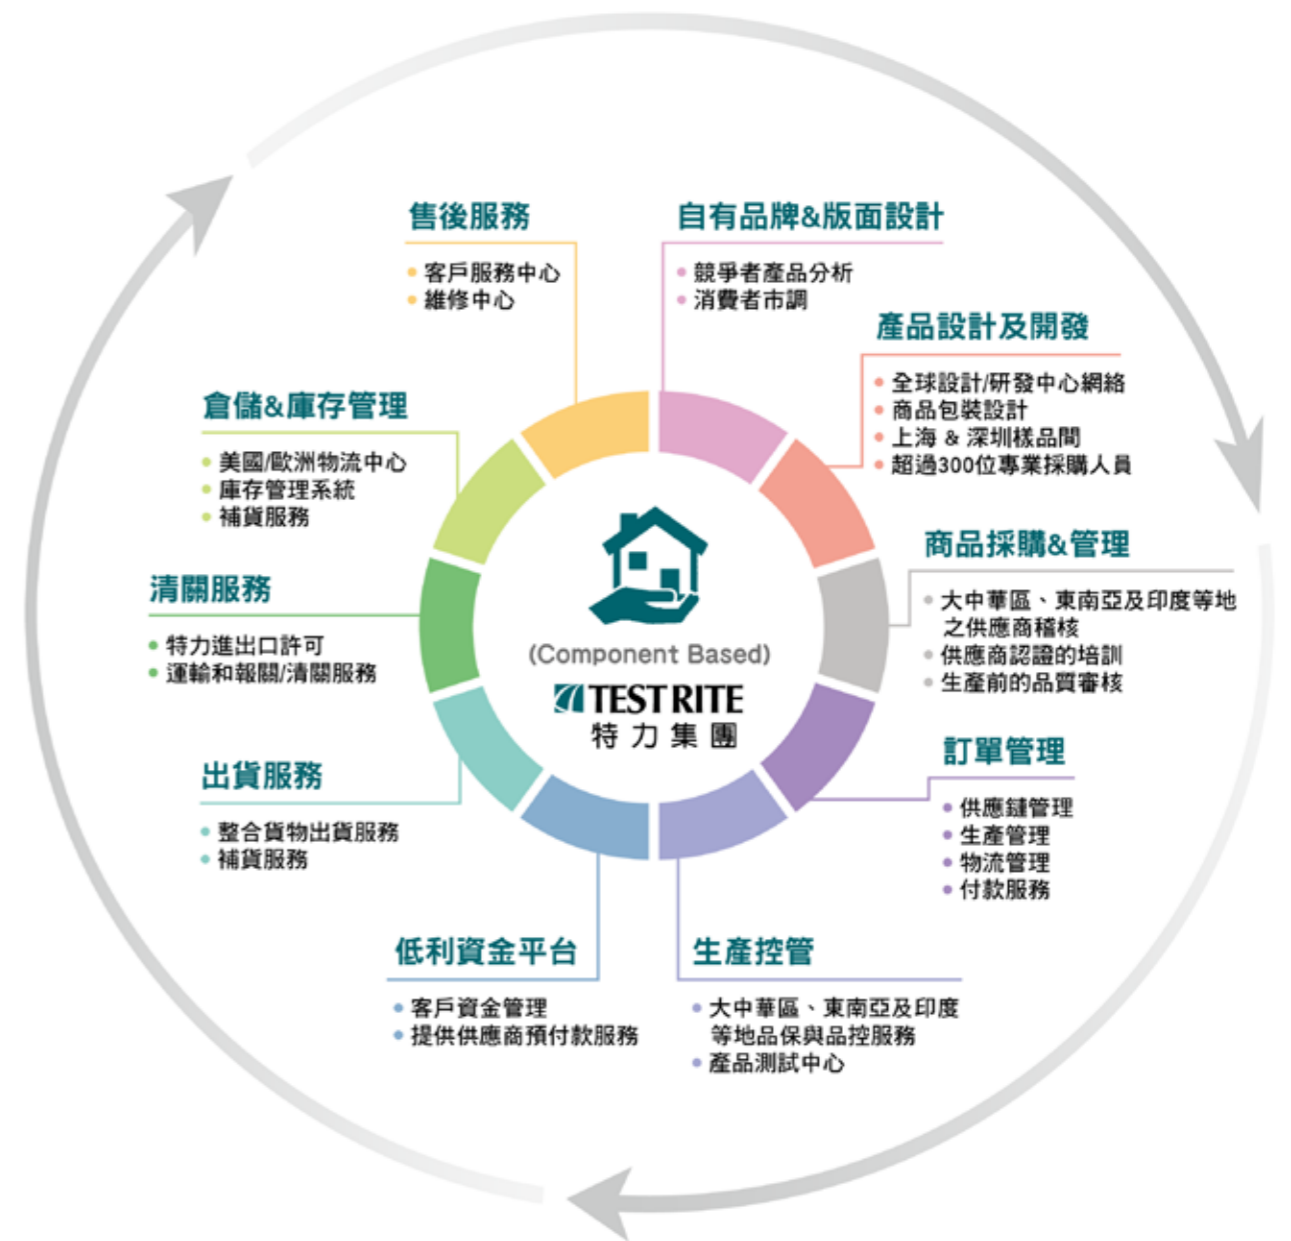 售後服務
客戶服務中心
維修中心
自有品牌&版面設計
競爭者產品分析
消費者市調
產品設計及開發
全球設計/研發中心網絡
商品包裝設計
上海 & 深圳樣品間
超過300位專業採購人員
商品採購&管理
大中華區、東南亞及印度等地
之供應商稽核
供應商認證的培訓
生產前的品質審核
訂單管理
供應鏈管理
生產管理
物流管理
付款服務
生產控管
大中華區、東南亞及印度
等地品保與品控服務
產品測試中心
低利資金平台
客戶資金管理
提供供應商預付款服務
出貨服務
整合貨物出貨服務
補貨服務
清關服務
特力進出口許可
運輸和報關/清關服務
倉儲&庫存管理
美國/歐洲物流中心
庫存管理系統
補貨服務
(Component Based)
TEST RITE
特力集團